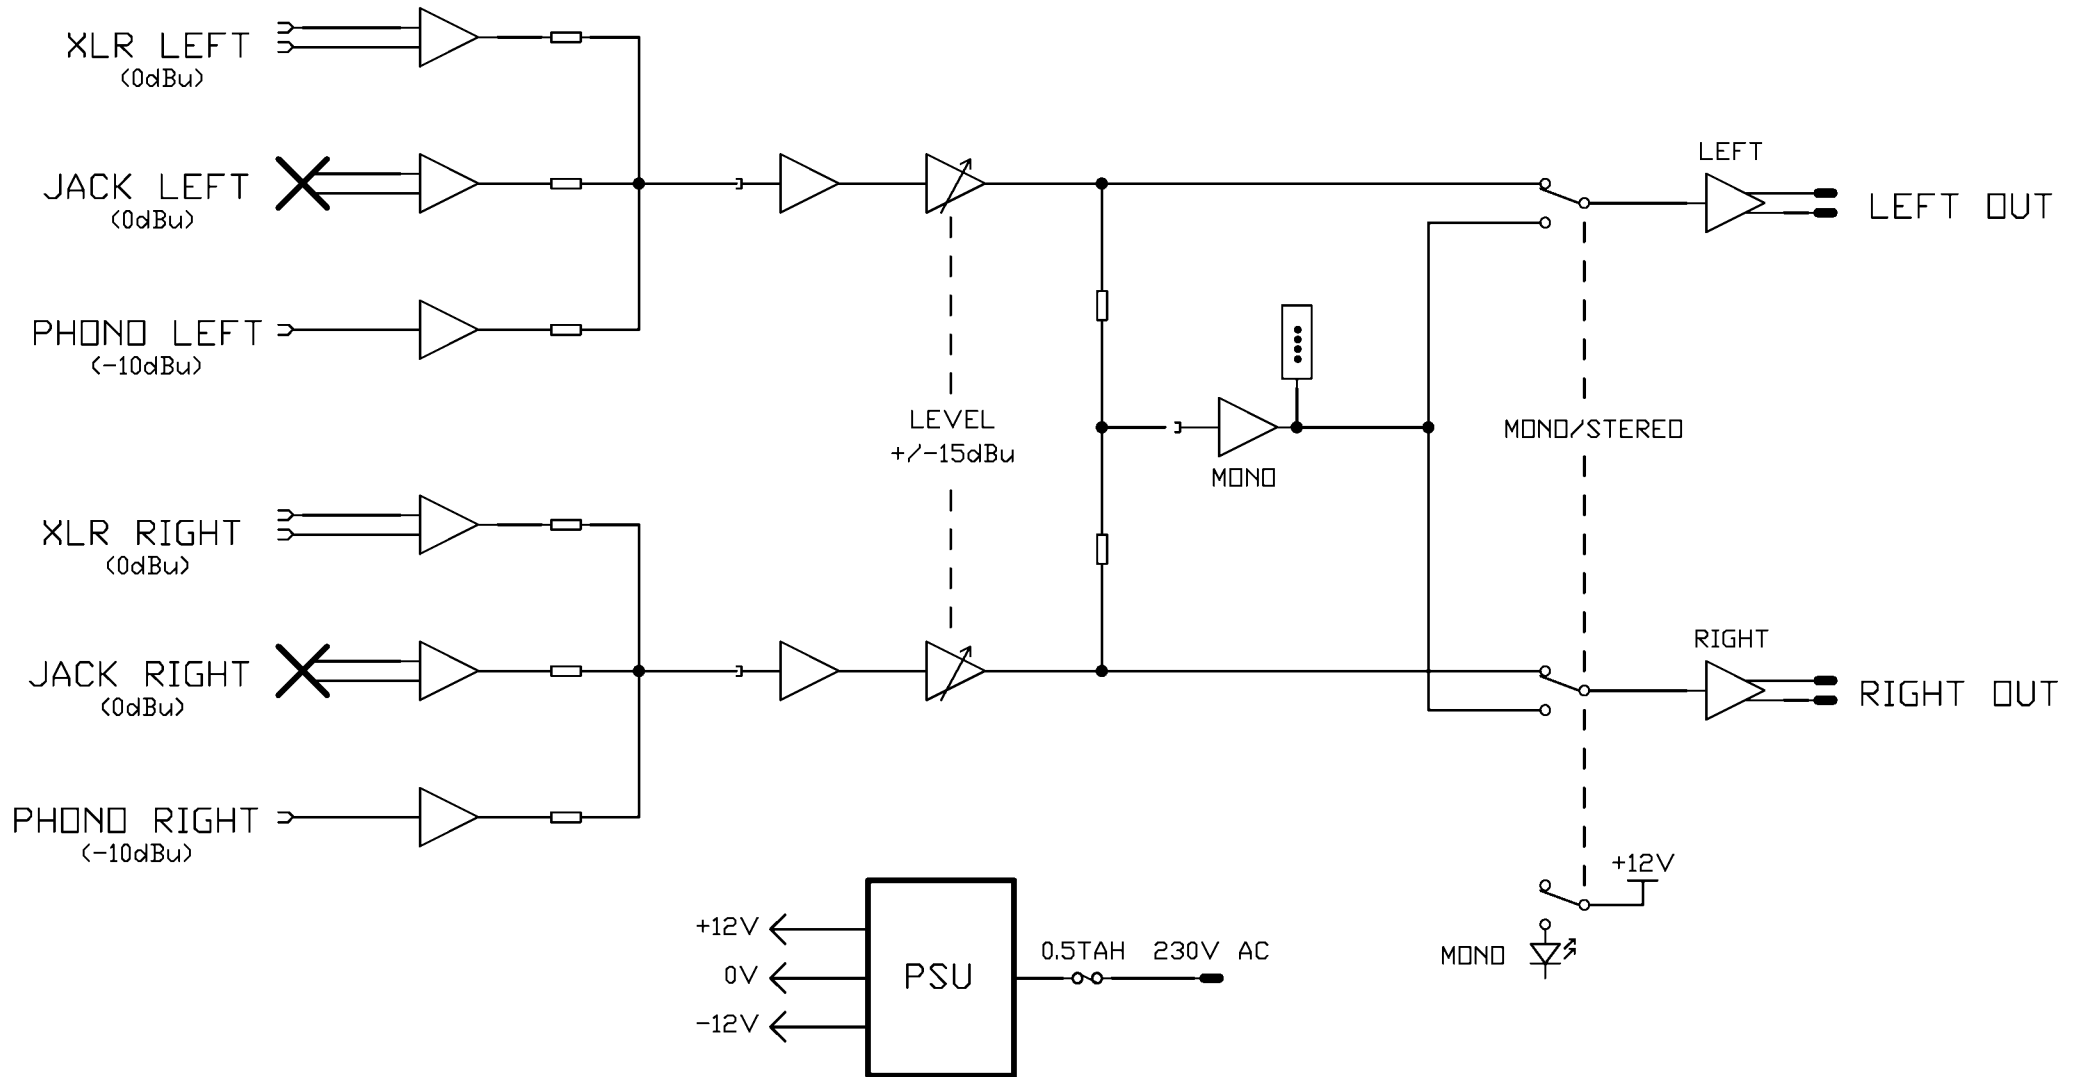 XLR LEFT
(0dBu)
JACK LEFT
(0dBu)
PHONO LEFT
(-10dBu)
XLR RIGHT
(0dBu)
JACK RIGHT
(0dBu)
PHONO RIGHT
(-10dBu)
LEVEL
+/-15dBu
MONO
MONO/STEREO
LEFT
LEFT OUT
RIGHT
RIGHT OUT
+12V
MONO
+12V
0V
-12V
PSU
0.5TAH 230V AC